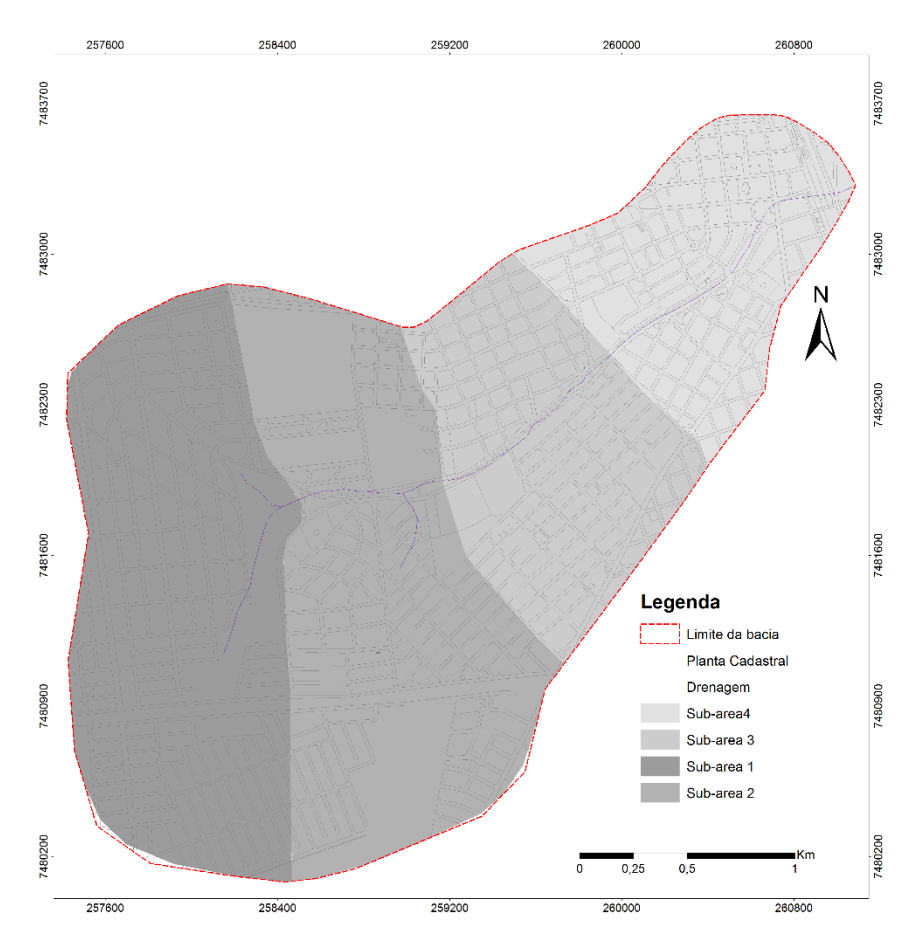 257600 258400 259200 260000 260800
7483700 7483700
7483000 7483000
N
7482300 7482300
7481600 7481600
Legenda
Limite da bacia
Planta Cadastral
Drenagem
Sub-area4
Sub-area 3
Sub-area 1
Sub-area 2
7480900 7480900
7480200 7480200
Km
0 0,25 0,5 1
257600 258400 259200 260000 260800